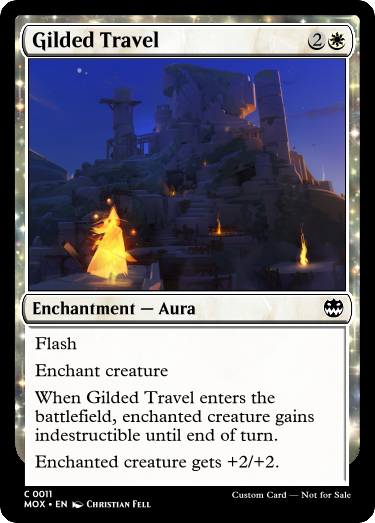 Gilded Travel 2
Enchantment — Aura
Flash
Enchant creature
When Gilded Travel enters the
battlefield, enchanted creature gains
indestructible until end of turn.
Enchanted creature gets +2/+2.
C 0011
MOX • EN Christian Fell
Custom Card — Not for Sale